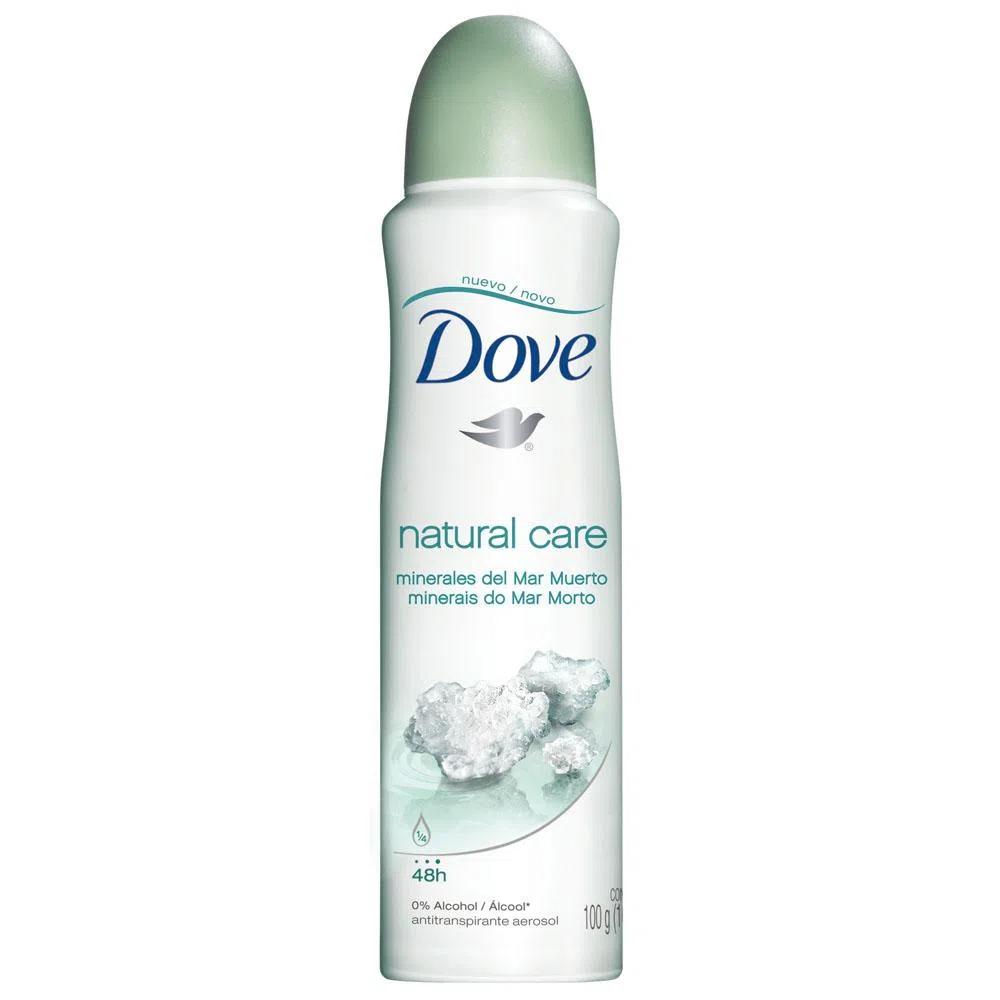 nuevo / novo
Dove
®
natural care
minerales del Mar Muerto
minerais do Mar Morto
1/4
48h
0% Alcohol / Álcool*
antitranspirante aerosol
100 g